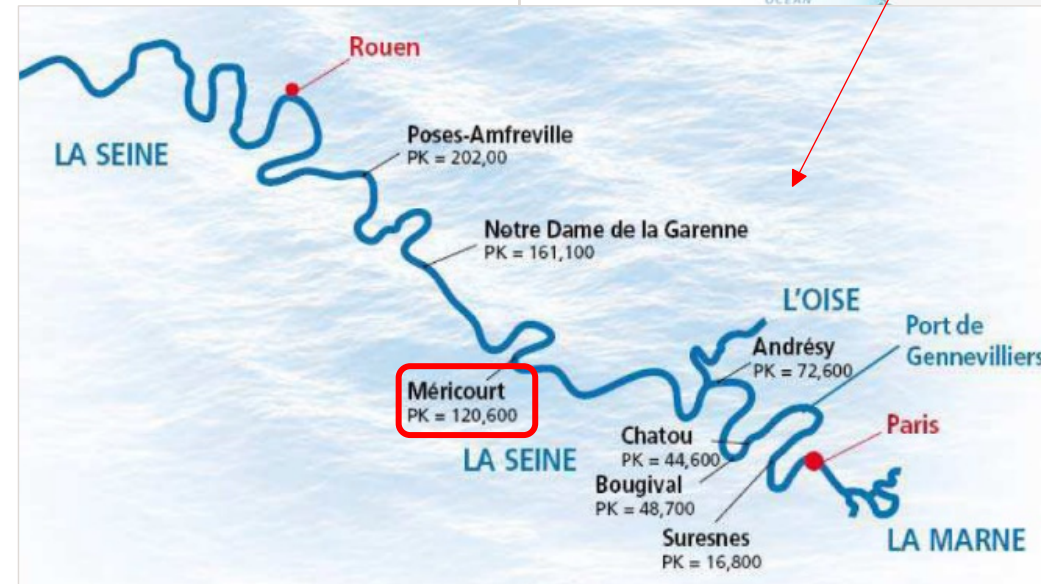 OCEAN
Rouen
LA SEINE
Poses-Amfreville
PK = 202,00
Notre Dame de la Garenne
PK = 161,100
L'OISE
Port de
Gennevilliers
Andrésy
PK = 72,600
Méricourt
PK = 120,600
Paris
Chatou
PK = 44,600
LA SEINE
Bougival
PK = 48,700
Suresnes
PK = 16,800
LA MARNE